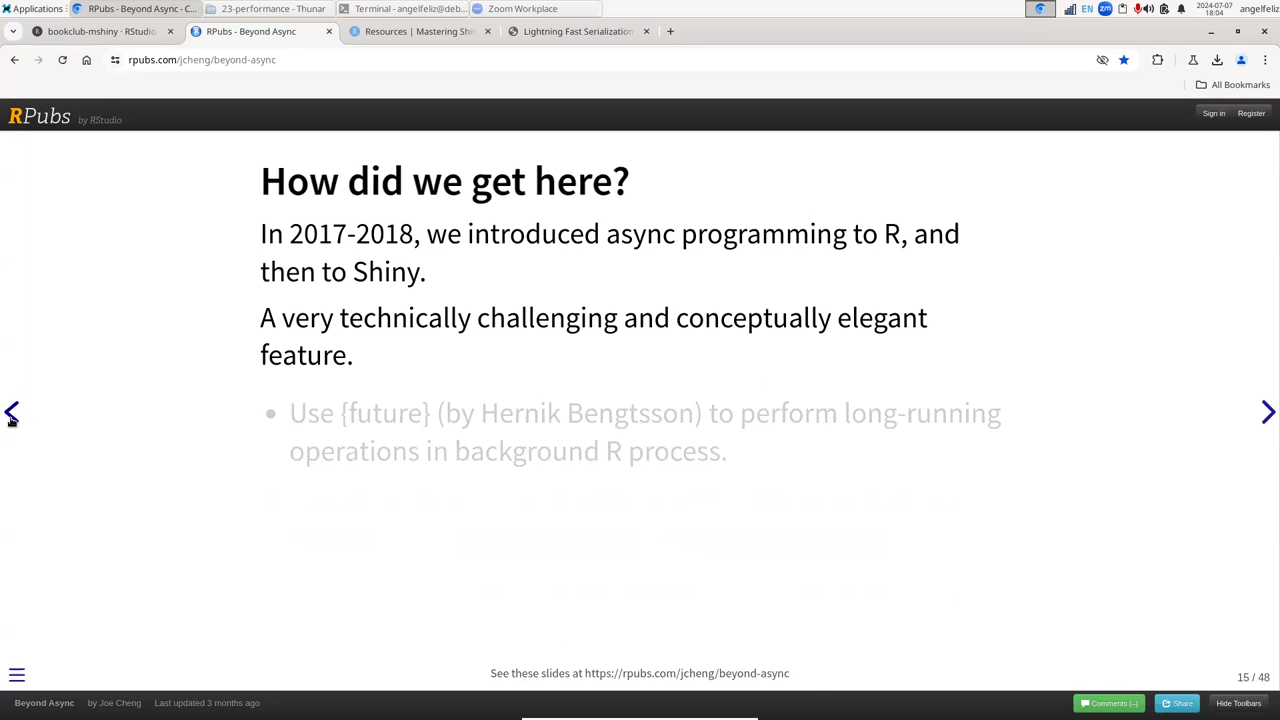 Applications
RPubs - Beyond Async - C...
23-performance - Thunar
Terminal - angelfeliz@deb...
Zoom Workplace
EN
zm
2024-07-07
18:04
angelfeliz
bookclub-mshiny · RStudio
RPubs - Beyond Async
Resources | Mastering Shi
Lightning Fast Serialization
rpubs.com/jcheng/beyond-async
All Bookmarks
RPubs by RStudio
Sign in
Register
How did we get here?
In 2017-2018, we introduced async programming to R, and
then to Shiny.
A very technically challenging and conceptually elegant
feature.
• Use {future} (by Hernik Bengtsson) to perform long-running
operations in background R process.
See these slides at https://rpubs.com/jcheng/beyond-async
15 / 48
Beyond Async by Joe Cheng Last updated 3 months ago
Comments (–)
Share
Hide Toolbars